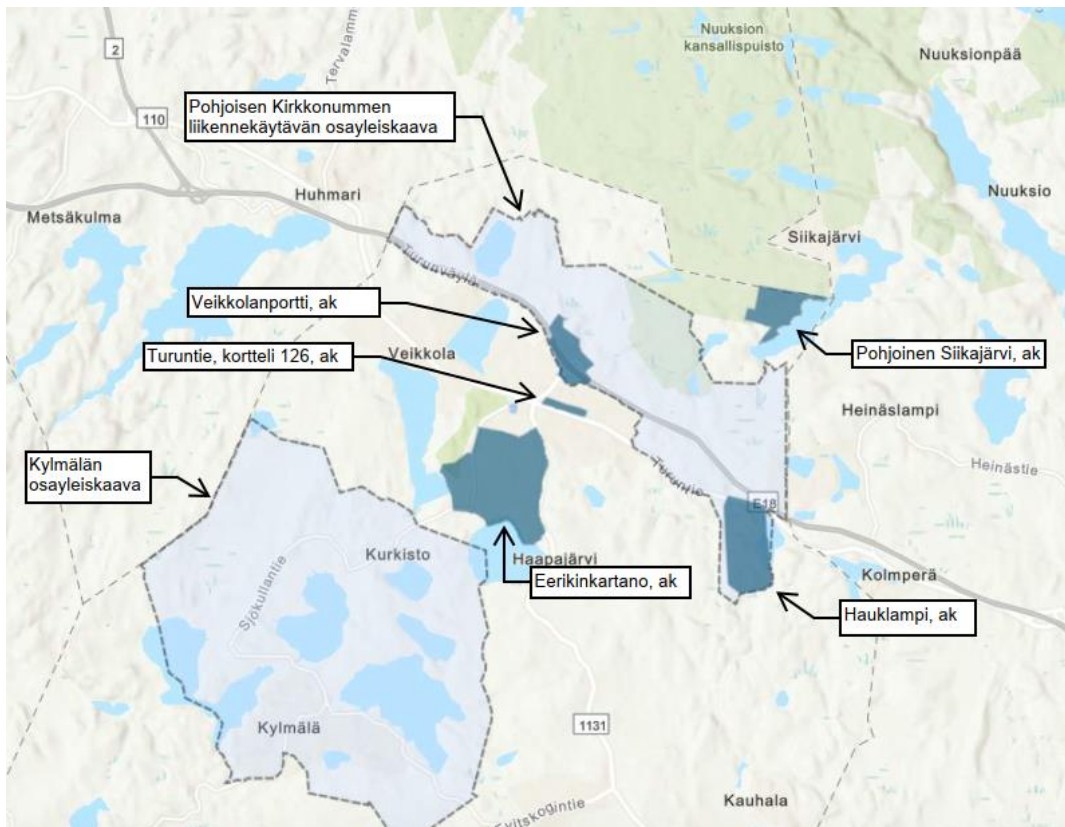 Nuuksion
kansallispuisto
Nuuksionpää
2
Tervalamm
Pohjoisen Kirkkonummen
liikennekäytävän osayleiskaava
110
Huhmari
Nuuksio
Metsäkulma
Siikajärvi
Turunväylä
Veikkolanportti, ak
Turuntie, kortteli 126, ak
Veikkola
Pohjoinen Siikajärvi, ak
Heinäslampi
Kylmälän
osayleiskaava
Heinästie
Turuntie
E18
Kurkisto
Haapajärvi
Kolmperä
Eerikinkartano, ak
Sjökullantie
Hauklampi, ak
Kylmälä
1131
Kauhala
Evitskogintie